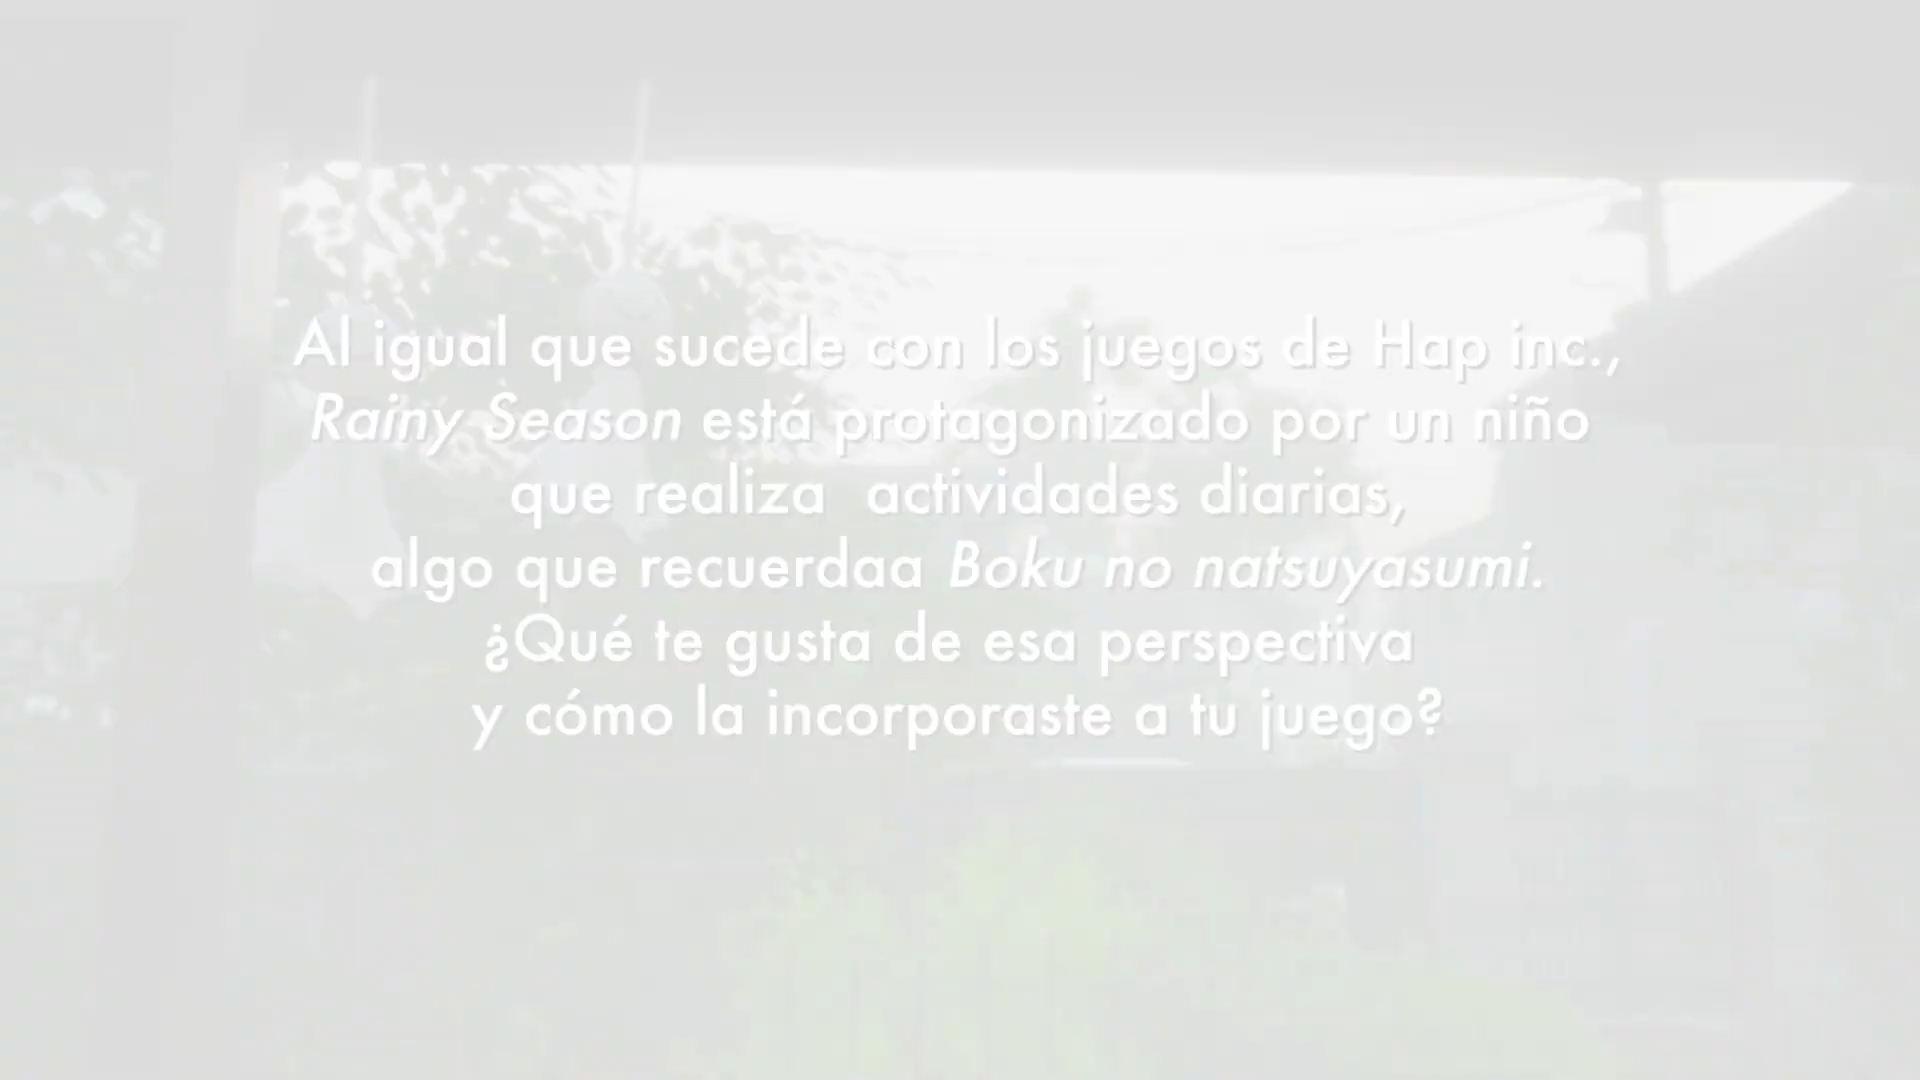 Al igual que sucede con los juegos de Hap inc.,
Rainy Season está protagonizado por un niño
que realiza  actividades diarias,
algo que recuerdaa Boku no natsuyasumi.
¿Qué te gusta de esa perspectiva
y cómo la incorporaste a tu juego?